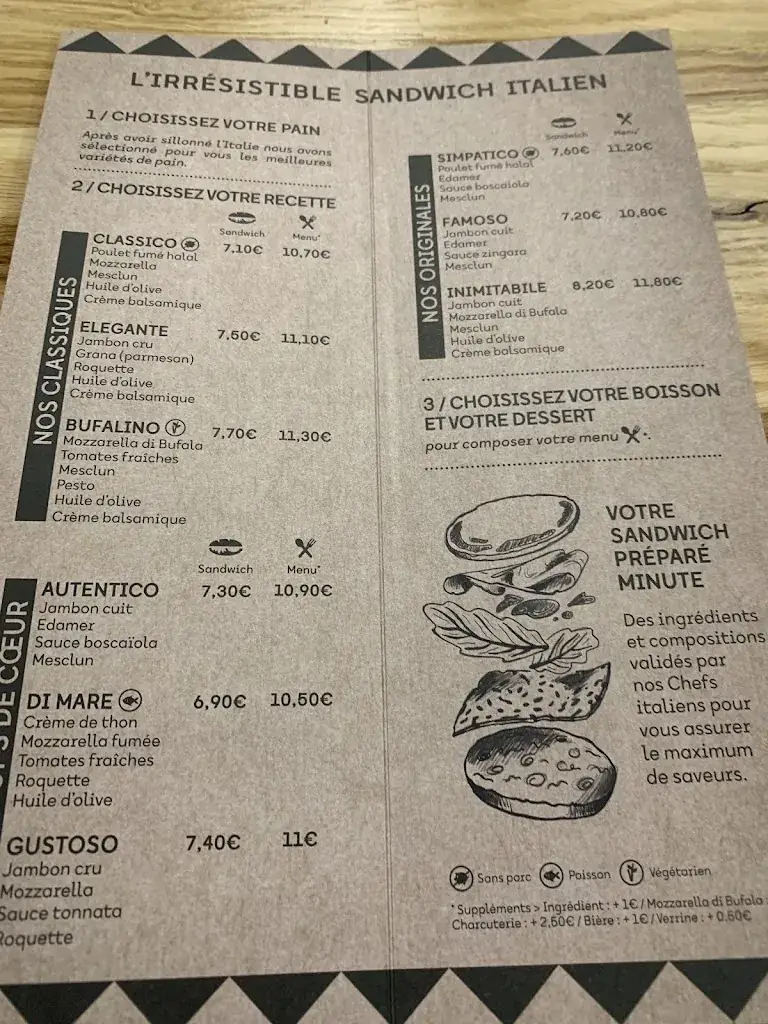 L'IRRÉSISTIBLE SANDWICH ITALIEN
1 / CHOISISSEZ VOTRE PAIN
Après avoir sillonné l'Italie nous avons
sélectionné pour vous les meilleures
variétés de pain.
2 / CHOISISSEZ VOTRE RECETTE
Sandwich Menu*
NOS CLASSIQUES
CLASSICO 7,10€ 10,70€
Poulet fumé halal
Mozzarella
Mesclun
Huile d'olive
Crème balsamique
ELEGANTE 7,50€ 11,10€
Jambon cru
Grana (parmesan)
Roquette
Huile d'olive
Crème balsamique
BUFALINO 7,70€ 11,30€
Mozzarella di Bufala
Tomates fraîches
Mesclun
Pesto
Huile d'olive
Crème balsamique
Sandwich Menu*
DE CŒUR
AUTENTICO 7,30€ 10,90€
Jambon cuit
Edamer
Sauce boscaïola
Mesclun
DI MARE 6,90€ 10,50€
Crème de thon
Mozzarella fumée
Tomates fraîches
Roquette
Huile d'olive
GUSTOSO 7,40€ 11€
Jambon cru
Mozzarella
Sauce tonnata
Roquette
Sandwich Menu*
NOS ORIGINALES
SIMPATICO 7,60€ 11,20€
Poulet fumé halal
Edamer
Sauce boscaïola
Mesclun
FAMOSO 7,20€ 10,80€
Jambon cuit
Edamer
Sauce zingara
Mesclun
INIMITABILE 8,20€ 11,80€
Jambon cuit
Mozzarella di Bufala
Mesclun
Huile d'olive
Crème balsamique
3 / CHOISISSEZ VOTRE BOISSON
ET VOTRE DESSERT
pour composer votre menu *.
VOTRE
SANDWICH
PRÉPARÉ
MINUTE
Des ingrédients
et compositions
validés par
nos Chefs
italiens pour
vous assurer
le maximum
de saveurs.
Sans porc Poisson Végétarien
* Suppléments > Ingrédient : + 1€ / Mozzarella di Bufala :
Charcuterie : + 2,50€ / Bière : + 1€ / Verrine : + 0,50€